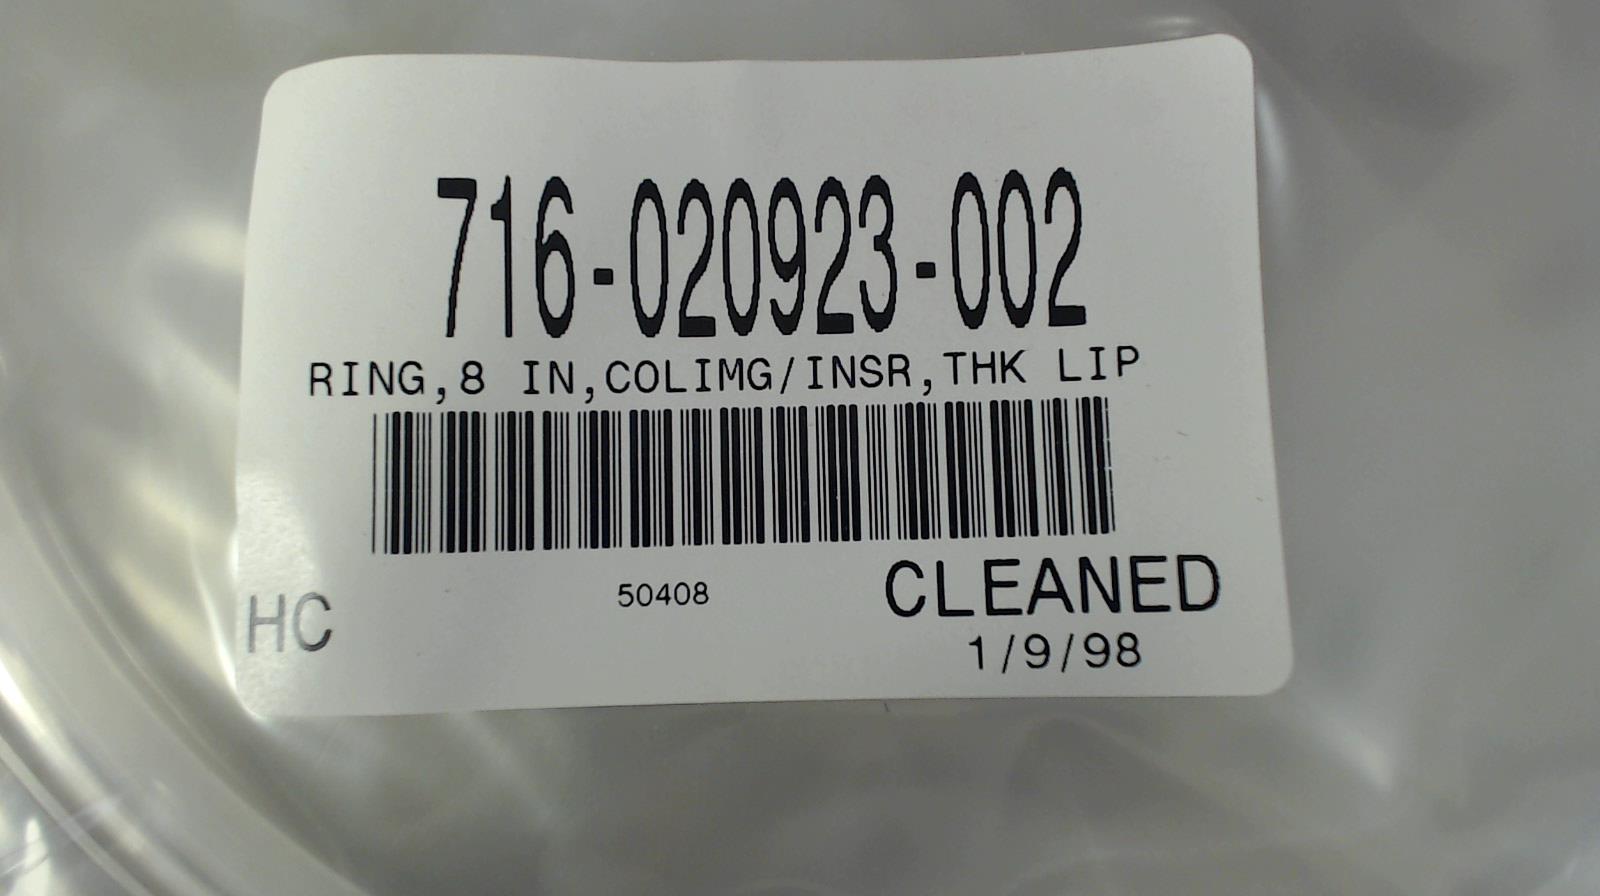 716-020923-002
RING,8 IN,COLIMG/INSR,THK LIP
50408
CLEANED
HC
1/9/98